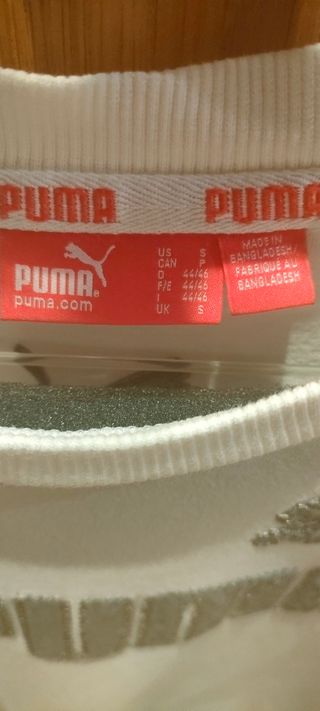 PUMA PUMA
PUMA®
puma.com
US S
CAN P
D 44/46
F/E 44/46
I 44/46
UK S
MADE IN
BANGLADESH/
FABRIQUE AU
BANGLADESH